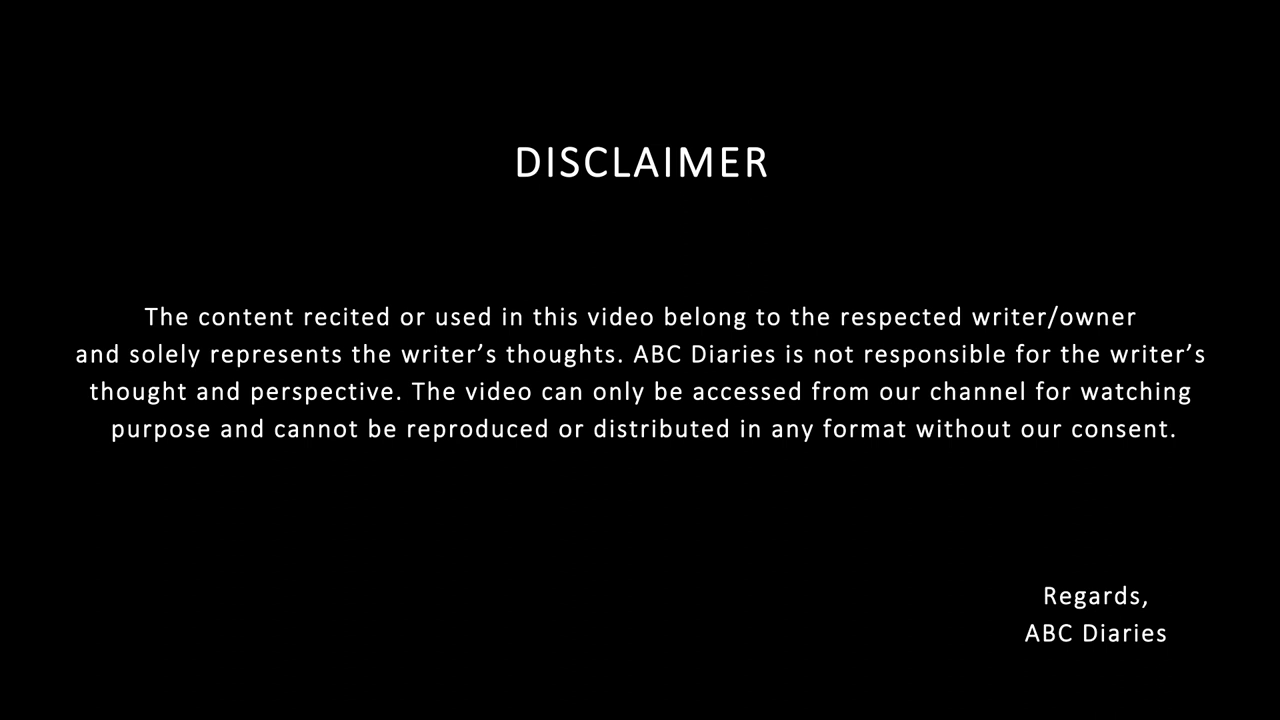 DISCLAIMER
The content recited or used in this video belong to the respected writer/owner
and solely represents the writer’s thoughts. ABC Diaries is not responsible for the writer’s
thought and perspective. The video can only be accessed from our channel for watching
purpose and cannot be reproduced or distributed in any format without our consent.
Regards,
ABC Diaries